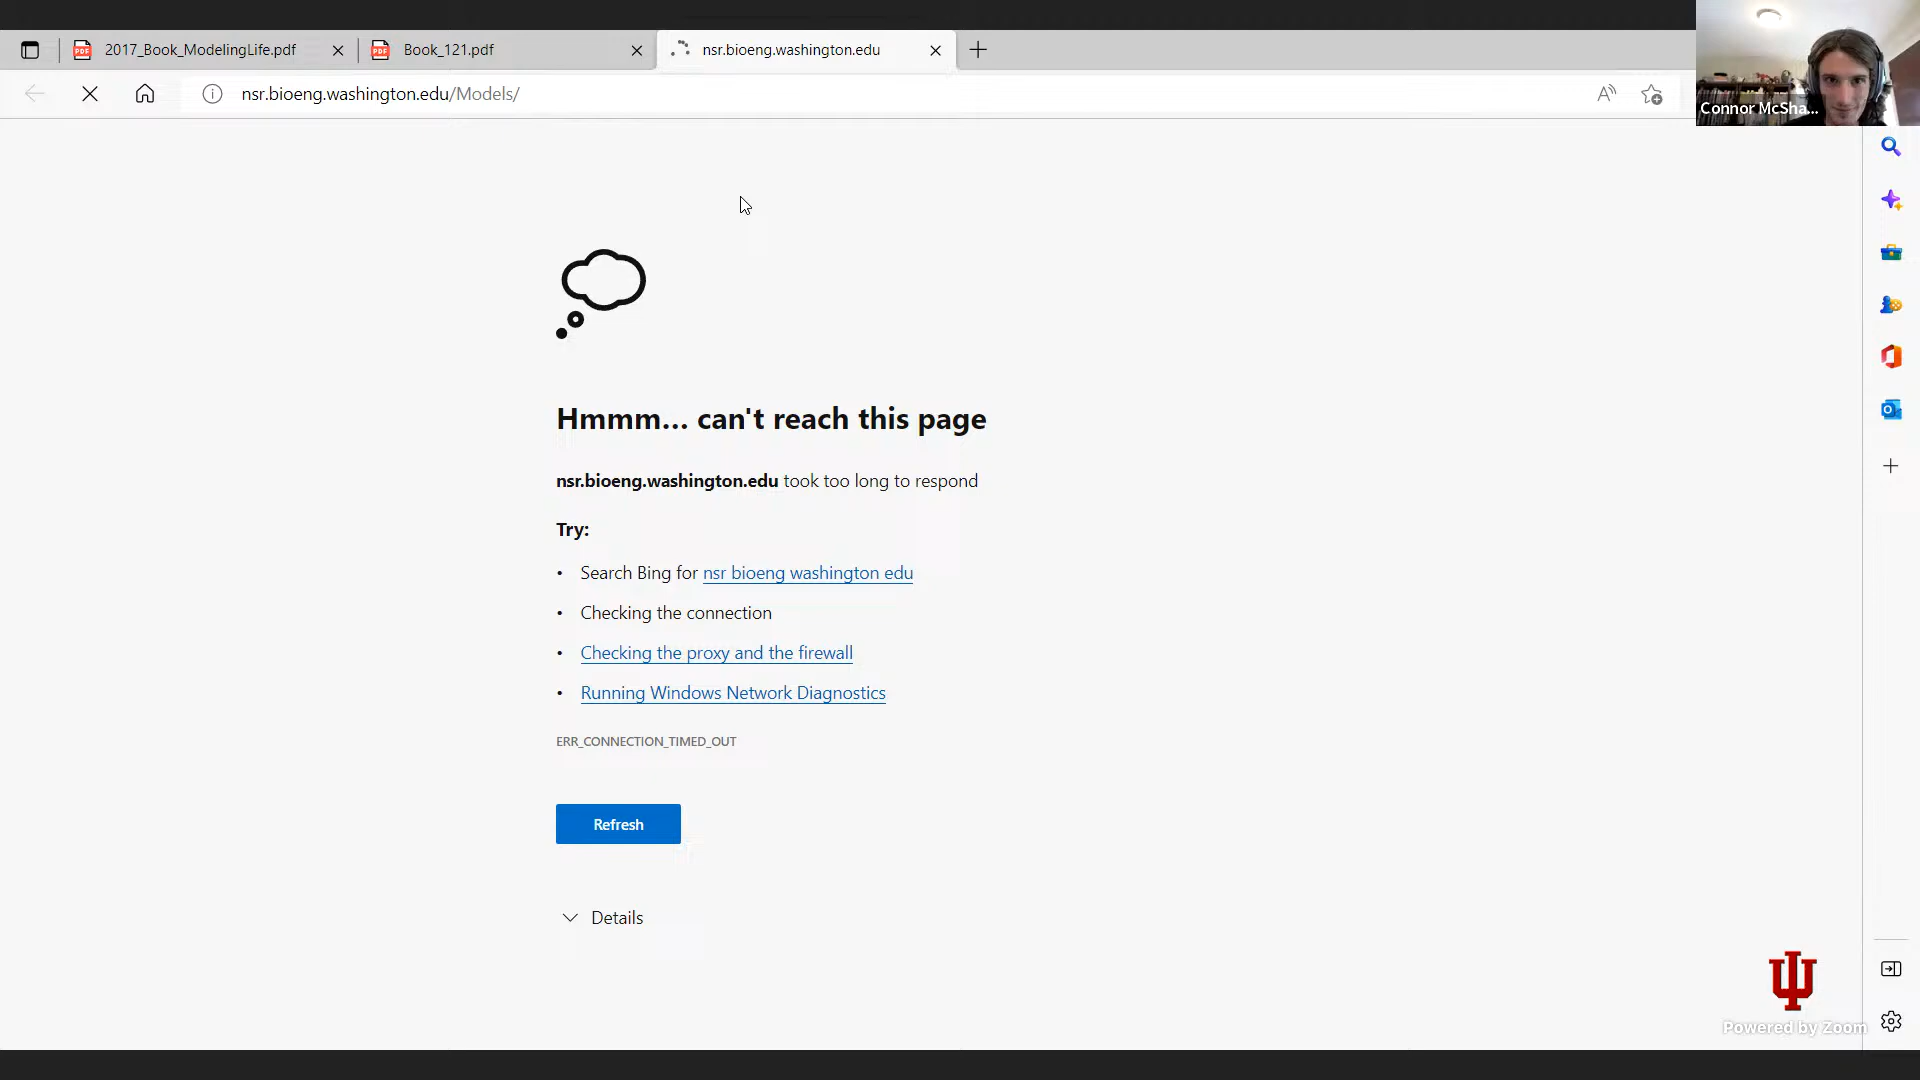 2017_Book_ModelingLife.pdf
Book_121.pdf
nsr.bioeng.washington.edu
nsr.bioeng.washington.edu/Models/
Connor McSha...
Hmmm... can't reach this page
nsr.bioeng.washington.edu took too long to respond
Try:
• Search Bing for nsr bioeng washington edu
• Checking the connection
• Checking the proxy and the firewall
• Running Windows Network Diagnostics
ERR_CONNECTION_TIMED_OUT
Refresh
Details
Powered by Zoom